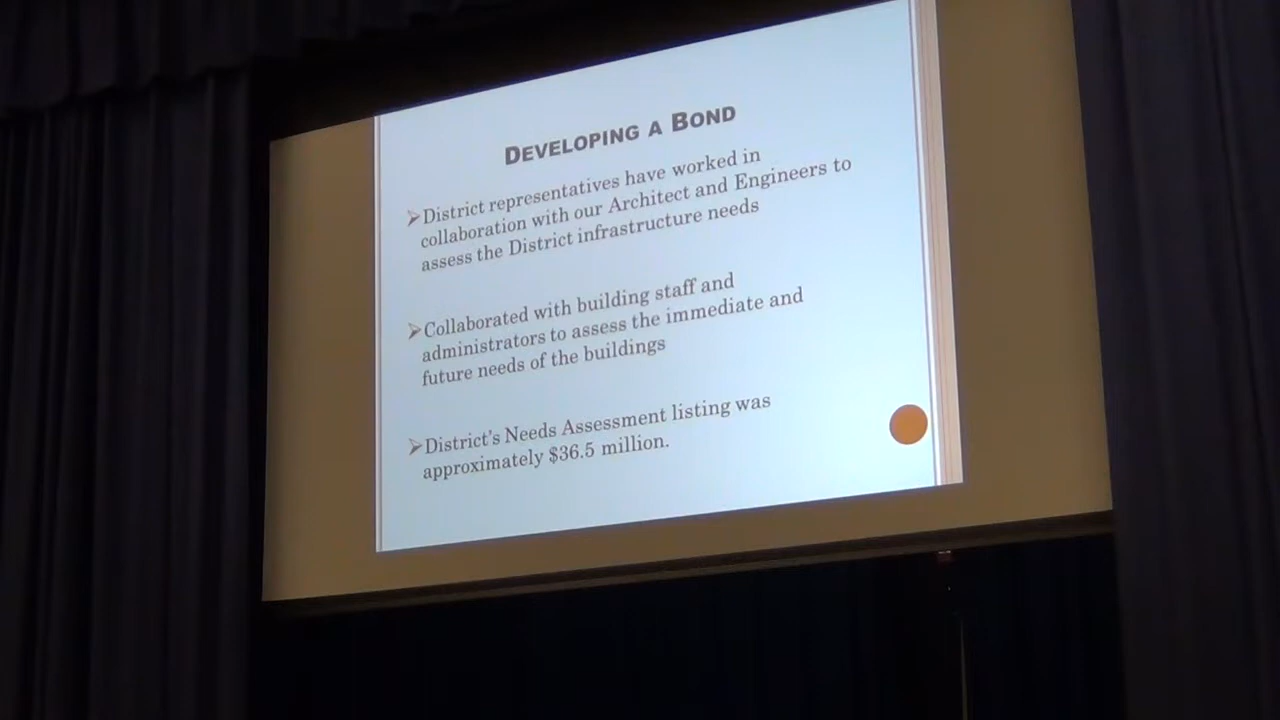 DEVELOPING A BOND
➢District representatives have worked in
collaboration with our Architect and Engineers to
assess the District infrastructure needs
➢Collaborated with building staff and
administrators to assess the immediate and
future needs of the buildings
➢District's Needs Assessment listing was
approximately $36.5 million.